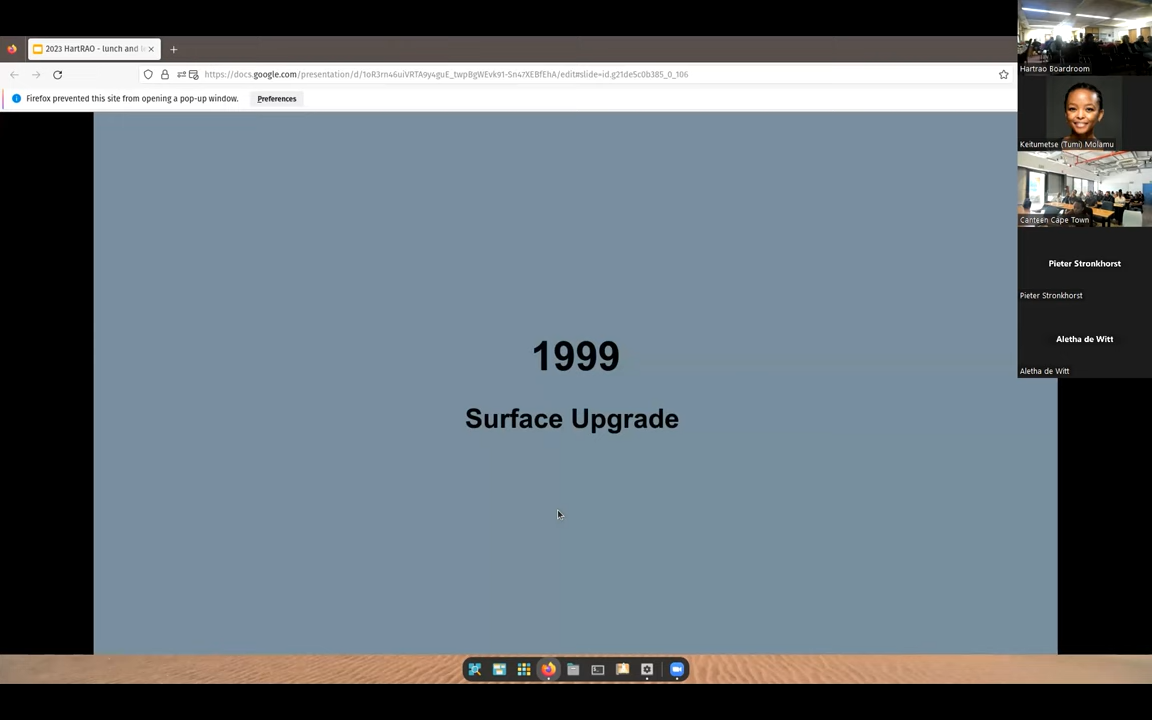 2023 HartRAO - lunch and l
https://docs.google.com/presentation/d/1oR3rn46uiVRTA9y4guE_twpBgWEvk91-Sn47XEBfEhA/edit#slide=id.g21de5c0b385_0_106
Firefox prevented this site from opening a pop-up window.
Preferences
1999
Surface Upgrade
Hartrao Boardroom
Keitumetse (Tumi) Molamu
Canteen Cape Town
Pieter Stronkhorst
Pieter Stronkhorst
Aletha de Witt
Aletha de Witt